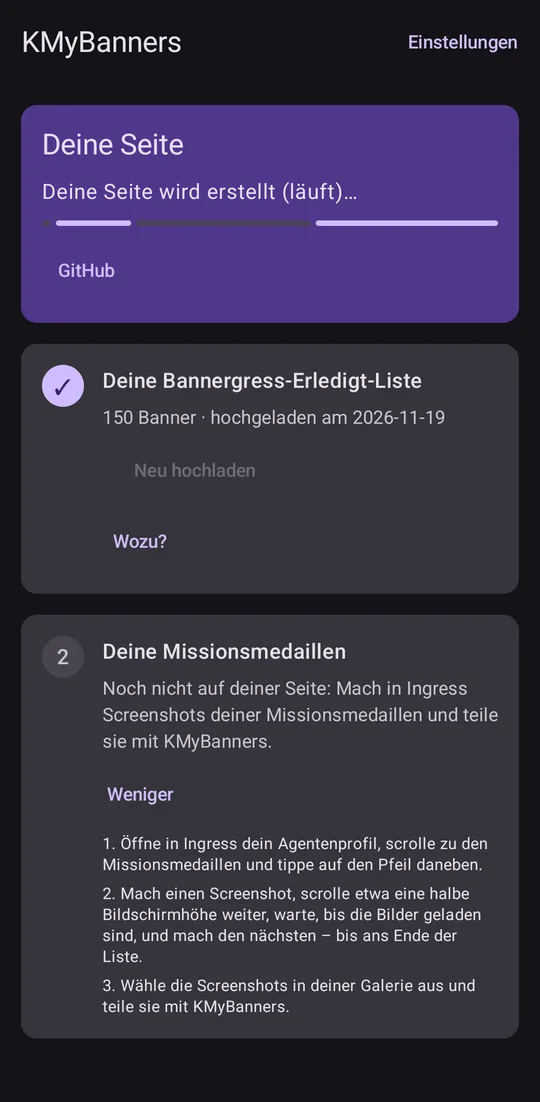 KMyBanners
Einstellungen
Deine Seite
Deine Seite wird erstellt (läuft)…
GitHub
✓
Deine Bannergress-Erledigt-Liste
150 Banner · hochgeladen am 2026-11-19
Neu hochladen
Wozu?
2
Deine Missionsmedaillen
Noch nicht auf deiner Seite: Mach in Ingress
Screenshots deiner Missionsmedaillen und teile
sie mit KMyBanners.
Weniger
1. Öffne in Ingress dein Agentenprofil, scrolle zu den
Missionsmedaillen und tippe auf den Pfeil daneben.
2. Mach einen Screenshot, scrolle etwa eine halbe
Bildschirmhöhe weiter, warte, bis die Bilder geladen
sind, und mach den nächsten – bis ans Ende der
Liste.
3. Wähle die Screenshots in deiner Galerie aus und
teile sie mit KMyBanners.